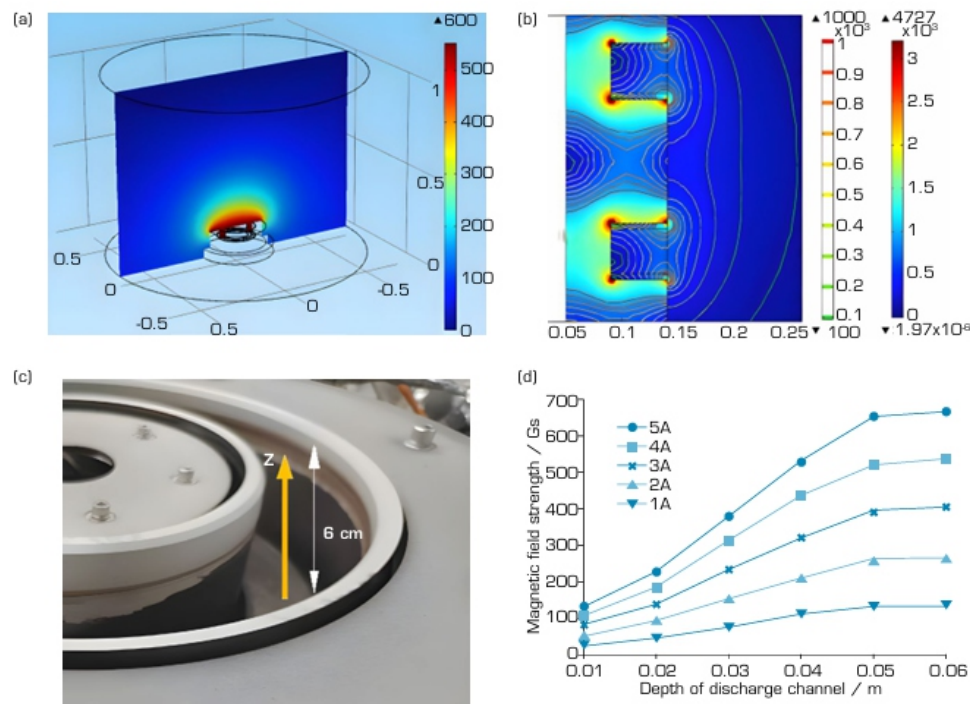 (a)
▲600
500
1
400
300
200
100
0
0.5
0
0.5
0
-0.5
0.5
0
-0.5
(b)
▲1000
x10³
1
0.9
0.8
0.7
0.6
0.5
0.4
0.3
0.2
0.1
▼100
▲4727
x10³
3
2.5
2
1.5
1
0.5
0
▼1.97x10⁻⁶
0.05 0.1 0.15 0.2 0.25
(c)
Z
6 cm
(d)
Magnetic field strength / Gs
700
600
500
400
300
200
100
0
5A
4A
3A
2A
1A
0.01 0.02 0.03 0.04 0.05 0.06
Depth of discharge channel / m